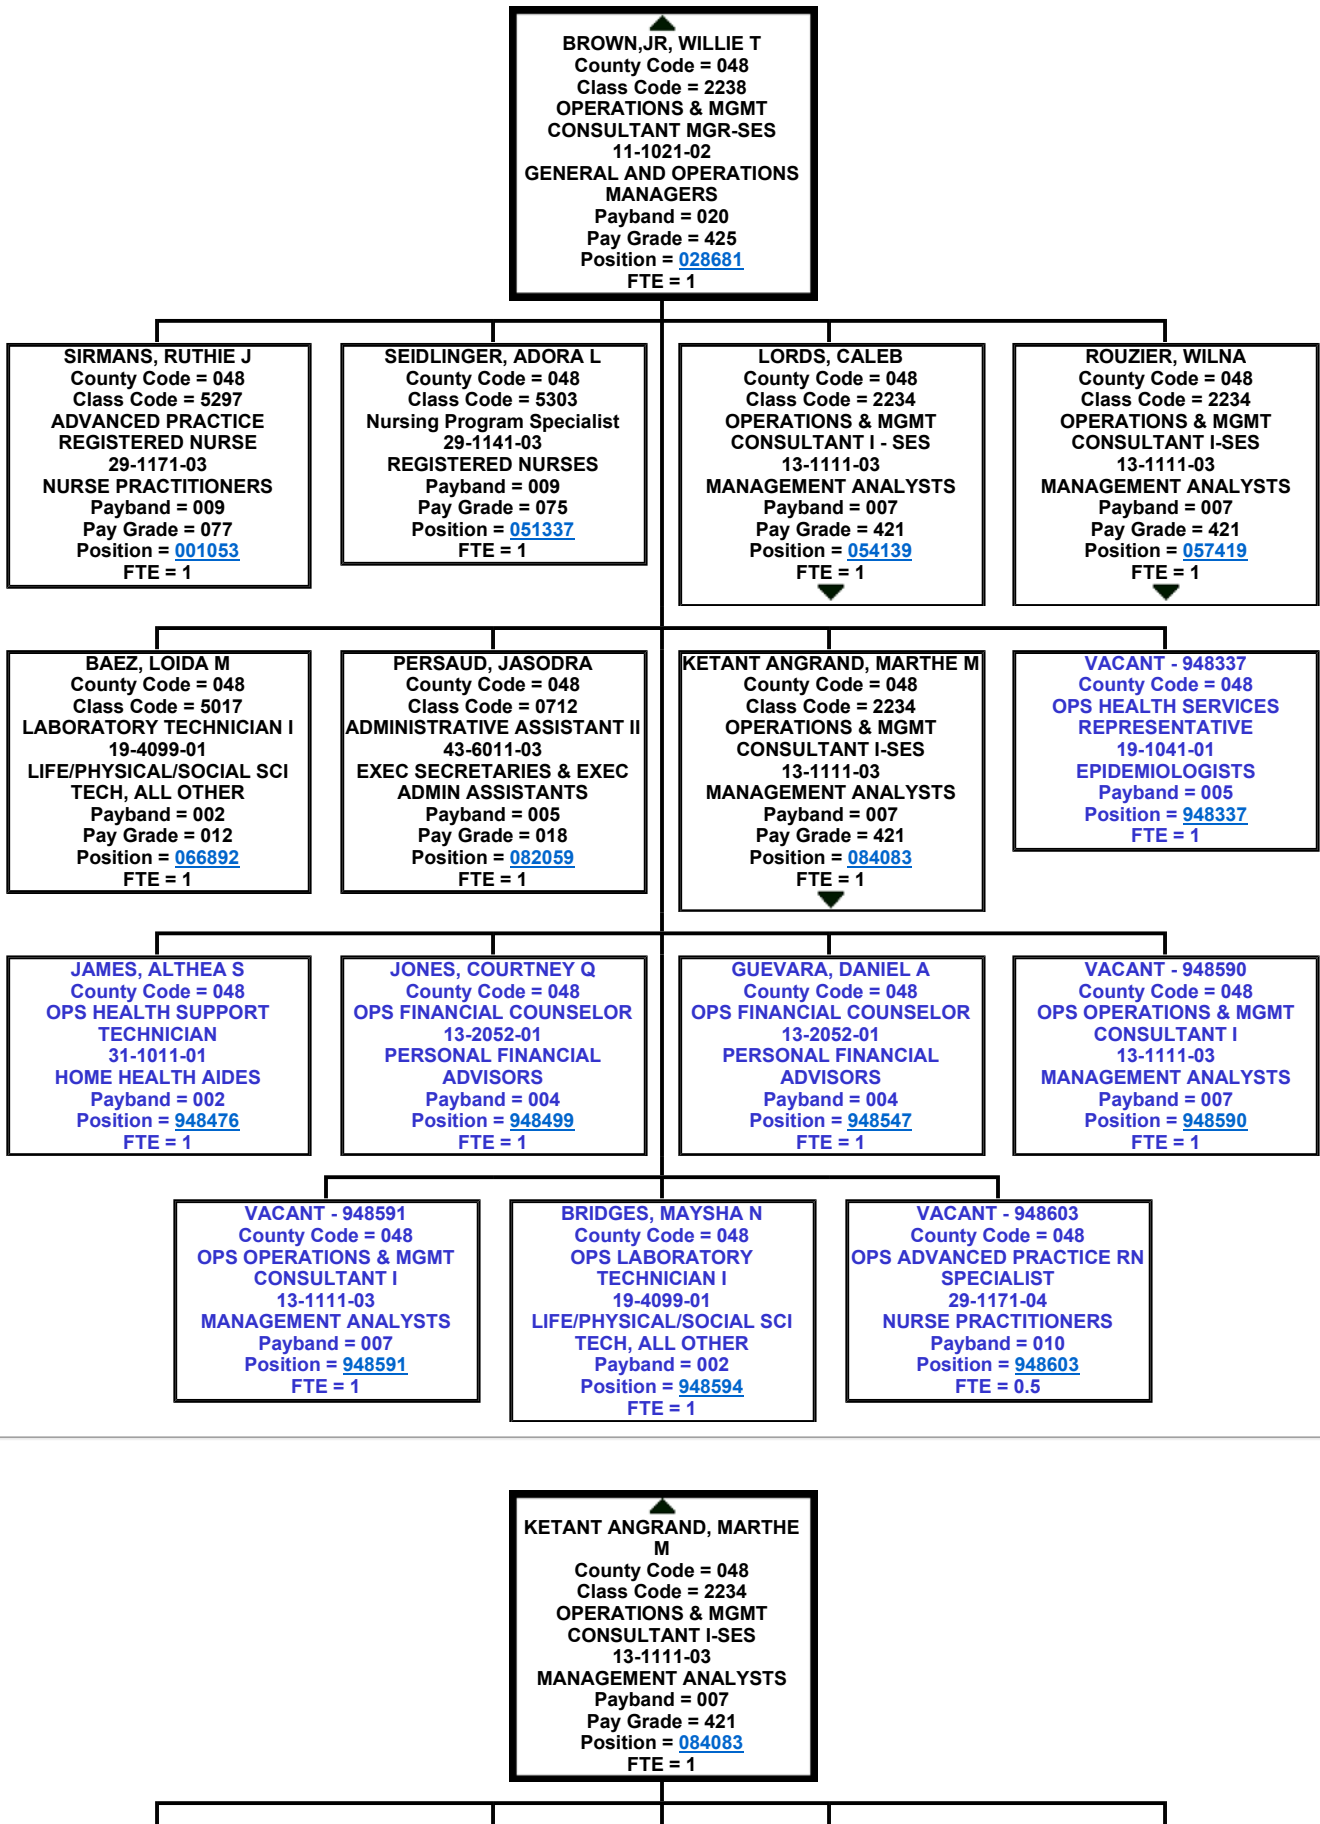 BROWN,JR, WILLIE T
County Code = 048
Class Code = 2238
OPERATIONS & MGMT
CONSULTANT MGR-SES
11-1021-02
GENERAL AND OPERATIONS
MANAGERS
Payband = 020
Pay Grade = 425
Position = 028681
FTE = 1
SIRMANS, RUTHIE J
County Code = 048
Class Code = 5297
ADVANCED PRACTICE
REGISTERED NURSE
29-1171-03
NURSE PRACTITIONERS
Payband = 009
Pay Grade = 077
Position = 001053
FTE = 1
SEIDLINGER, ADORA L
County Code = 048
Class Code = 5303
Nursing Program Specialist
29-1141-03
REGISTERED NURSES
Payband = 009
Pay Grade = 075
Position = 051337
FTE = 1
LORDS, CALEB
County Code = 048
Class Code = 2234
OPERATIONS & MGMT
CONSULTANT I - SES
13-1111-03
MANAGEMENT ANALYSTS
Payband = 007
Pay Grade = 421
Position = 054139
FTE = 1
ROUZIER, WILNA
County Code = 048
Class Code = 2234
OPERATIONS & MGMT
CONSULTANT I-SES
13-1111-03
MANAGEMENT ANALYSTS
Payband = 007
Pay Grade = 421
Position = 057419
FTE = 1
BAEZ, LOIDA M
County Code = 048
Class Code = 5017
LABORATORY TECHNICIAN I
19-4099-01
LIFE/PHYSICAL/SOCIAL SCI
TECH, ALL OTHER
Payband = 002
Pay Grade = 012
Position = 066892
FTE = 1
PERSAUD, JASODRA
County Code = 048
Class Code = 0712
ADMINISTRATIVE ASSISTANT II
43-6011-03
EXEC SECRETARIES & EXEC
ADMIN ASSISTANTS
Payband = 005
Pay Grade = 018
Position = 082059
FTE = 1
KETANT ANGRAND, MARTHE M
County Code = 048
Class Code = 2234
OPERATIONS & MGMT
CONSULTANT I-SES
13-1111-03
MANAGEMENT ANALYSTS
Payband = 007
Pay Grade = 421
Position = 084083
FTE = 1
VACANT - 948337
County Code = 048
OPS HEALTH SERVICES
REPRESENTATIVE
19-1041-01
EPIDEMIOLOGISTS
Payband = 005
Position = 948337
FTE = 1
JAMES, ALTHEA S
County Code = 048
OPS HEALTH SUPPORT
TECHNICIAN
31-1011-01
HOME HEALTH AIDES
Payband = 002
Position = 948476
FTE = 1
JONES, COURTNEY Q
County Code = 048
OPS FINANCIAL COUNSELOR
13-2052-01
PERSONAL FINANCIAL
ADVISORS
Payband = 004
Position = 948499
FTE = 1
GUEVARA, DANIEL A
County Code = 048
OPS FINANCIAL COUNSELOR
13-2052-01
PERSONAL FINANCIAL
ADVISORS
Payband = 004
Position = 948547
FTE = 1
VACANT - 948590
County Code = 048
OPS OPERATIONS & MGMT
CONSULTANT I
13-1111-03
MANAGEMENT ANALYSTS
Payband = 007
Position = 948590
FTE = 1
VACANT - 948591
County Code = 048
OPS OPERATIONS & MGMT
CONSULTANT I
13-1111-03
MANAGEMENT ANALYSTS
Payband = 007
Position = 948591
FTE = 1
BRIDGES, MAYSHA N
County Code = 048
OPS LABORATORY
TECHNICIAN I
19-4099-01
LIFE/PHYSICAL/SOCIAL SCI
TECH, ALL OTHER
Payband = 002
Position = 948594
FTE = 1
VACANT - 948603
County Code = 048
OPS ADVANCED PRACTICE RN
SPECIALIST
29-1171-04
NURSE PRACTITIONERS
Payband = 010
Position = 948603
FTE = 0.5
KETANT ANGRAND, MARTHE
M
County Code = 048
Class Code = 2234
OPERATIONS & MGMT
CONSULTANT I-SES
13-1111-03
MANAGEMENT ANALYSTS
Payband = 007
Pay Grade = 421
Position = 084083
FTE = 1